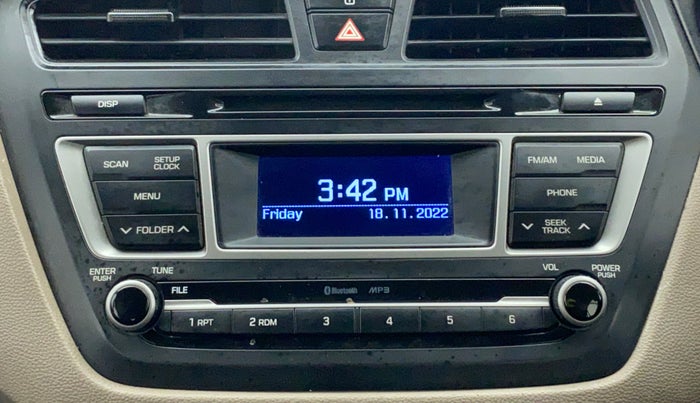 DISP
SCAN SETUP CLOCK
MENU
FOLDER
3:42 PM
Friday 18.11.2022
FM/AM MEDIA
PHONE
SEEK TRACK
ENTER PUSH TUNE
FILE
Bluetooth MP3
VOL POWER PUSH
1 RPT 2 RDM 3 4 5 6